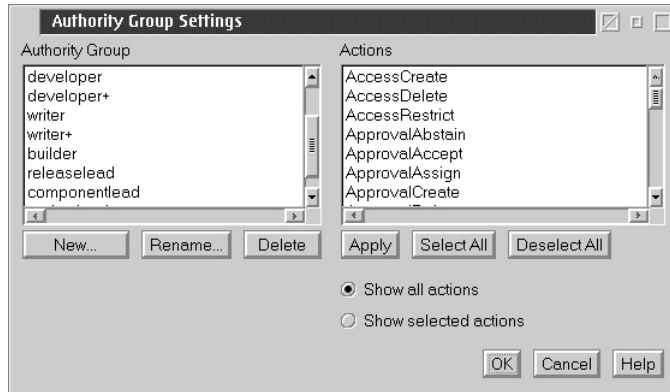 Authority Group Settings
Authority Group
developer
developer+
writer
writer+
builder
releaselead
componentlead
New... Rename... Delete
Actions
AccessCreate
AccessDelete
AccessRestrict
ApprovalAbstain
ApprovalAccept
ApprovalAssign
ApprovalCreate
Apply Select All Deselect All
Show all actions
Show selected actions
OK Cancel Help